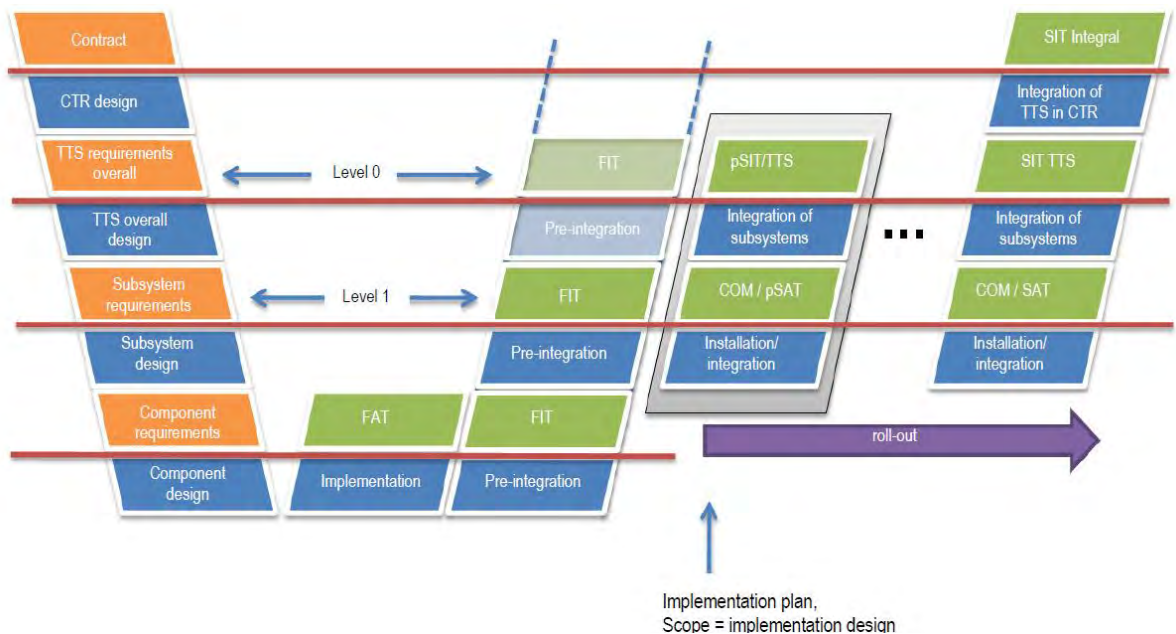 Contract
SIT Integral
CTR design
Integration of
TTS in CTR
TTS requirements
overall
Level 0
FIT
pSIT/TTS
SIT TTS
TTS overall
design
Pre-integration
Integration of
subsystems
...
Integration of
subsystems
Subsystem
requirements
Level 1
FIT
COM / pSAT
COM / SAT
Subsystem
design
Pre-integration
Installation/
integration
Installation/
integration
Component
requirements
FAT
FIT
roll-out
Component
design
Implementation
Pre-integration
Implementation plan,
Scope = implementation design